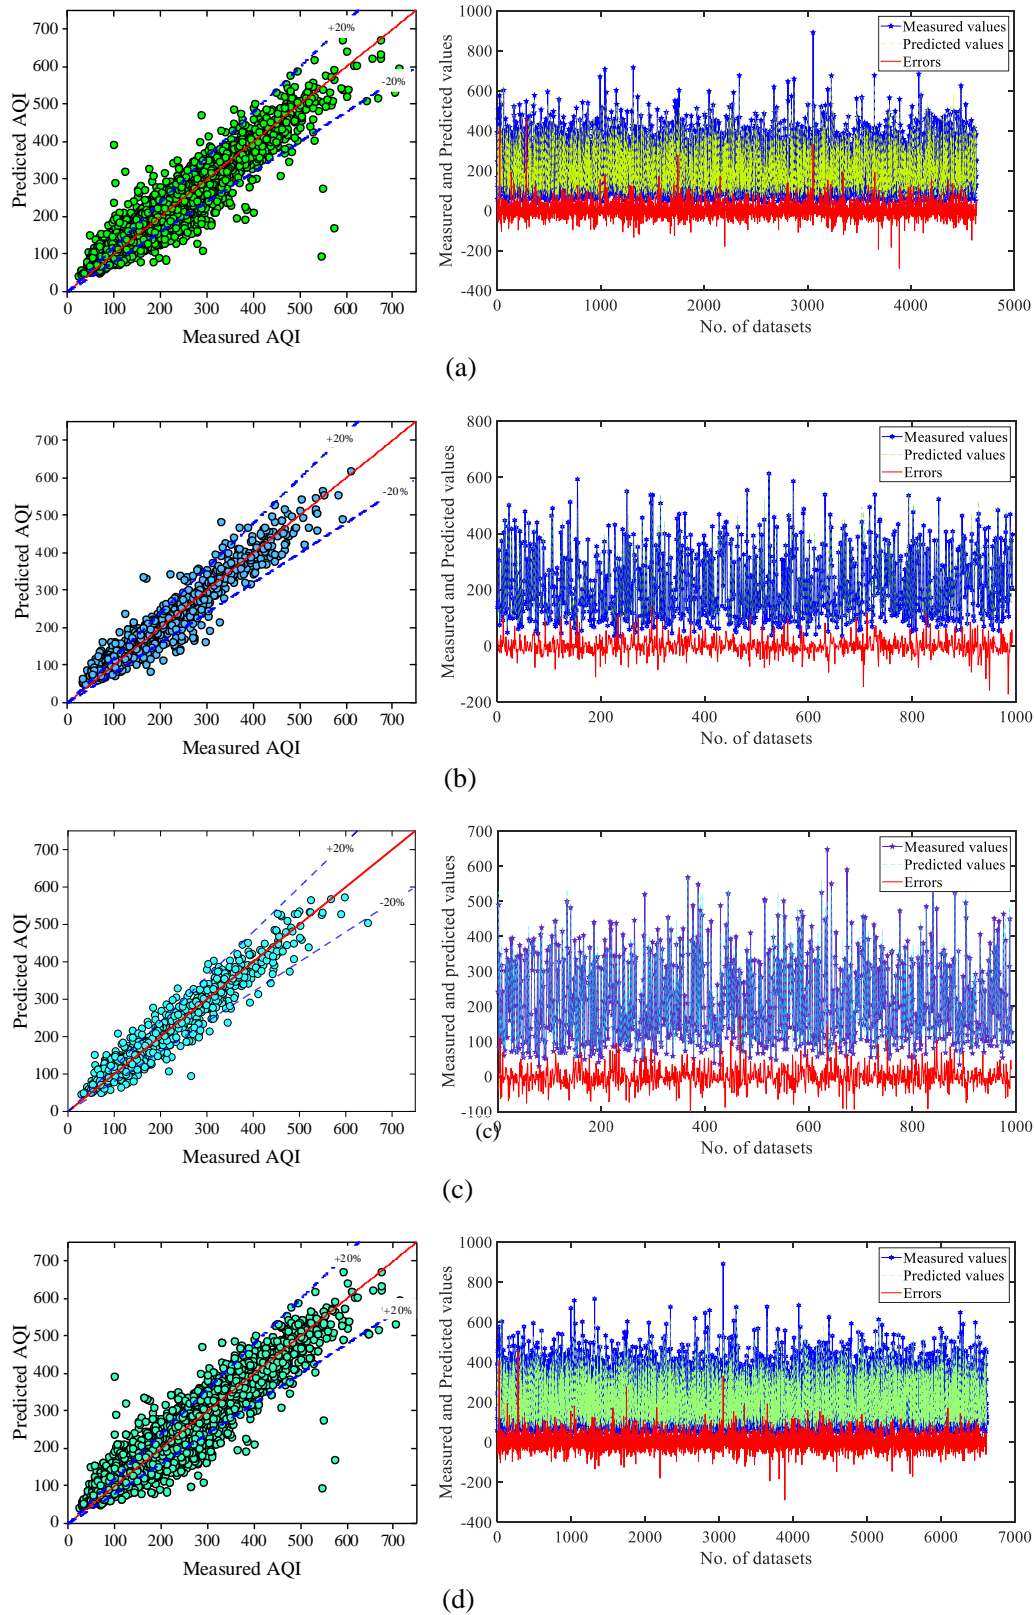 700
600
500
400
300
200
100
0
0 100 200 300 400 500 600 700
Predicted AQI
Measured AQI
+20%
-20%
1000
800
600
400
200
0
-200
-400
0 1000 2000 3000 4000 5000
Measured and Predicted values
No. of datasets
Measured values
Predicted values
Errors
(a)
700
600
500
400
300
200
100
0
0 100 200 300 400 500 600 700
Predicted AQI
Measured AQI
+20%
-20%
800
600
400
200
0
-200
0 200 400 600 800 1000
Measured and Predicted values
No. of datasets
Measured values
Predicted values
Errors
(b)
700
600
500
400
300
200
100
0
0 100 200 300 400 500 600 700
Predicted AQI
Measured AQI
+20%
-20%
700
600
500
400
300
200
100
0
-100
0 200 400 600 800 1000
Measured and predicted values
No. of datasets
Measured values
Predicted values
Errors
(c)
(c)
700
600
500
400
300
200
100
0
0 100 200 300 400 500 600 700
Predicted AQI
Measured AQI
+20%
+20%
1000
800
600
400
200
0
-200
-400
0 1000 2000 3000 4000 5000 6000 7000
Measured and Predicted values
No. of datasets
Measured values
Predicted values
Errors
(d)